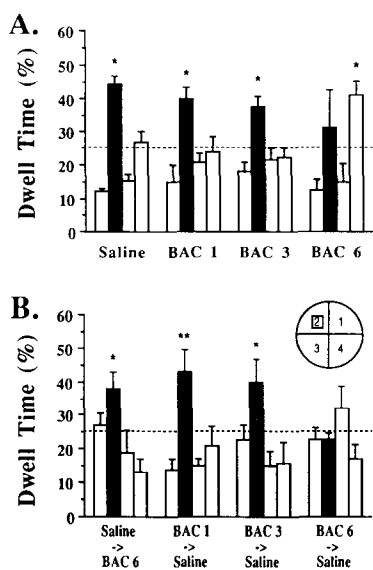 A.
Dwell Time (%)
60
50
40
30
20
10
0
* * * *
Saline BAC 1 BAC 3 BAC 6
B.
Dwell Time (%)
60
50
40
30
20
10
0
* ** *
2 1
3 4
Saline BAC 1 BAC 3 BAC 6
-> -> -> ->
BAC 6 Saline Saline Saline